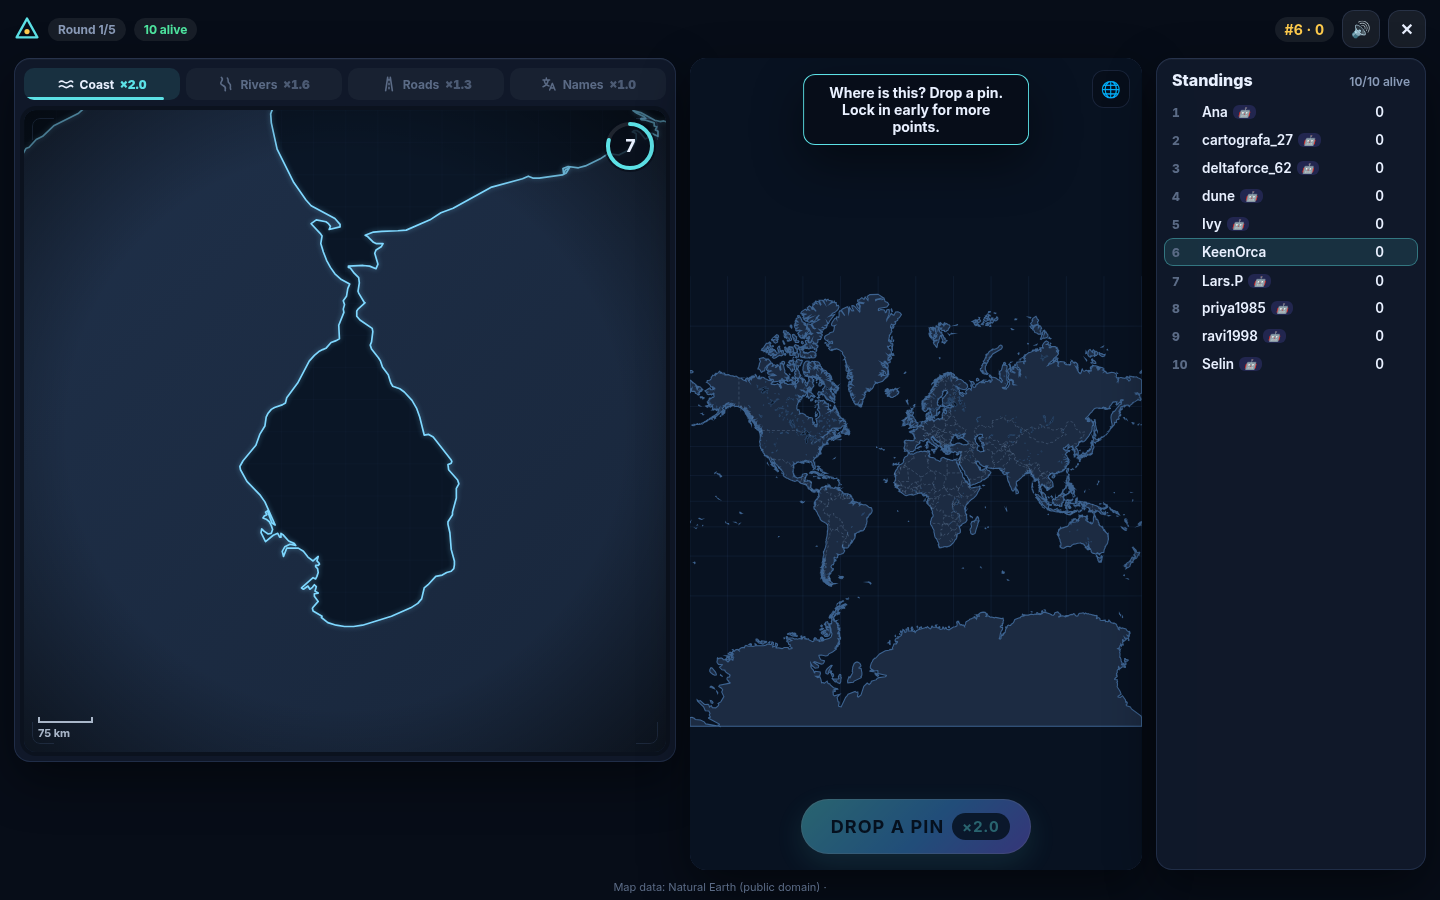 Round 1/5
10 alive
#6 · 0
Coast ×2.0
Rivers ×1.6
Roads ×1.3
Names ×1.0
7
75 km
Where is this? Drop a pin.
Lock in early for more
points.
DROP A PIN ×2.0
Standings
10/10 alive
1 Ana 0
2 cartografa_27 0
3 deltaforce_62 0
4 dune 0
5 Ivy 0
6 KeenOrca 0
7 Lars.P 0
8 priya1985 0
9 ravi1998 0
10 Selin 0
Map data: Natural Earth (public domain) ·